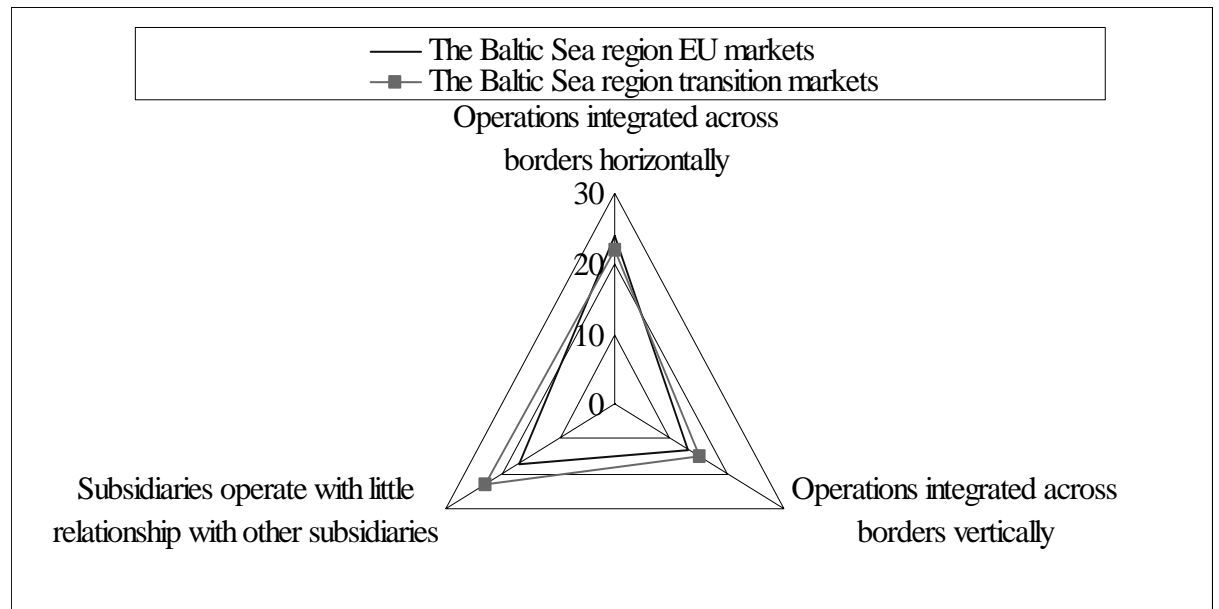 The Baltic Sea region EU markets
The Baltic Sea region transition markets
Operations integrated across
borders horizontally
30
20
10
0
Subsidiaries operate with little
relationship with other subsidiaries
Operations integrated across
borders vertically